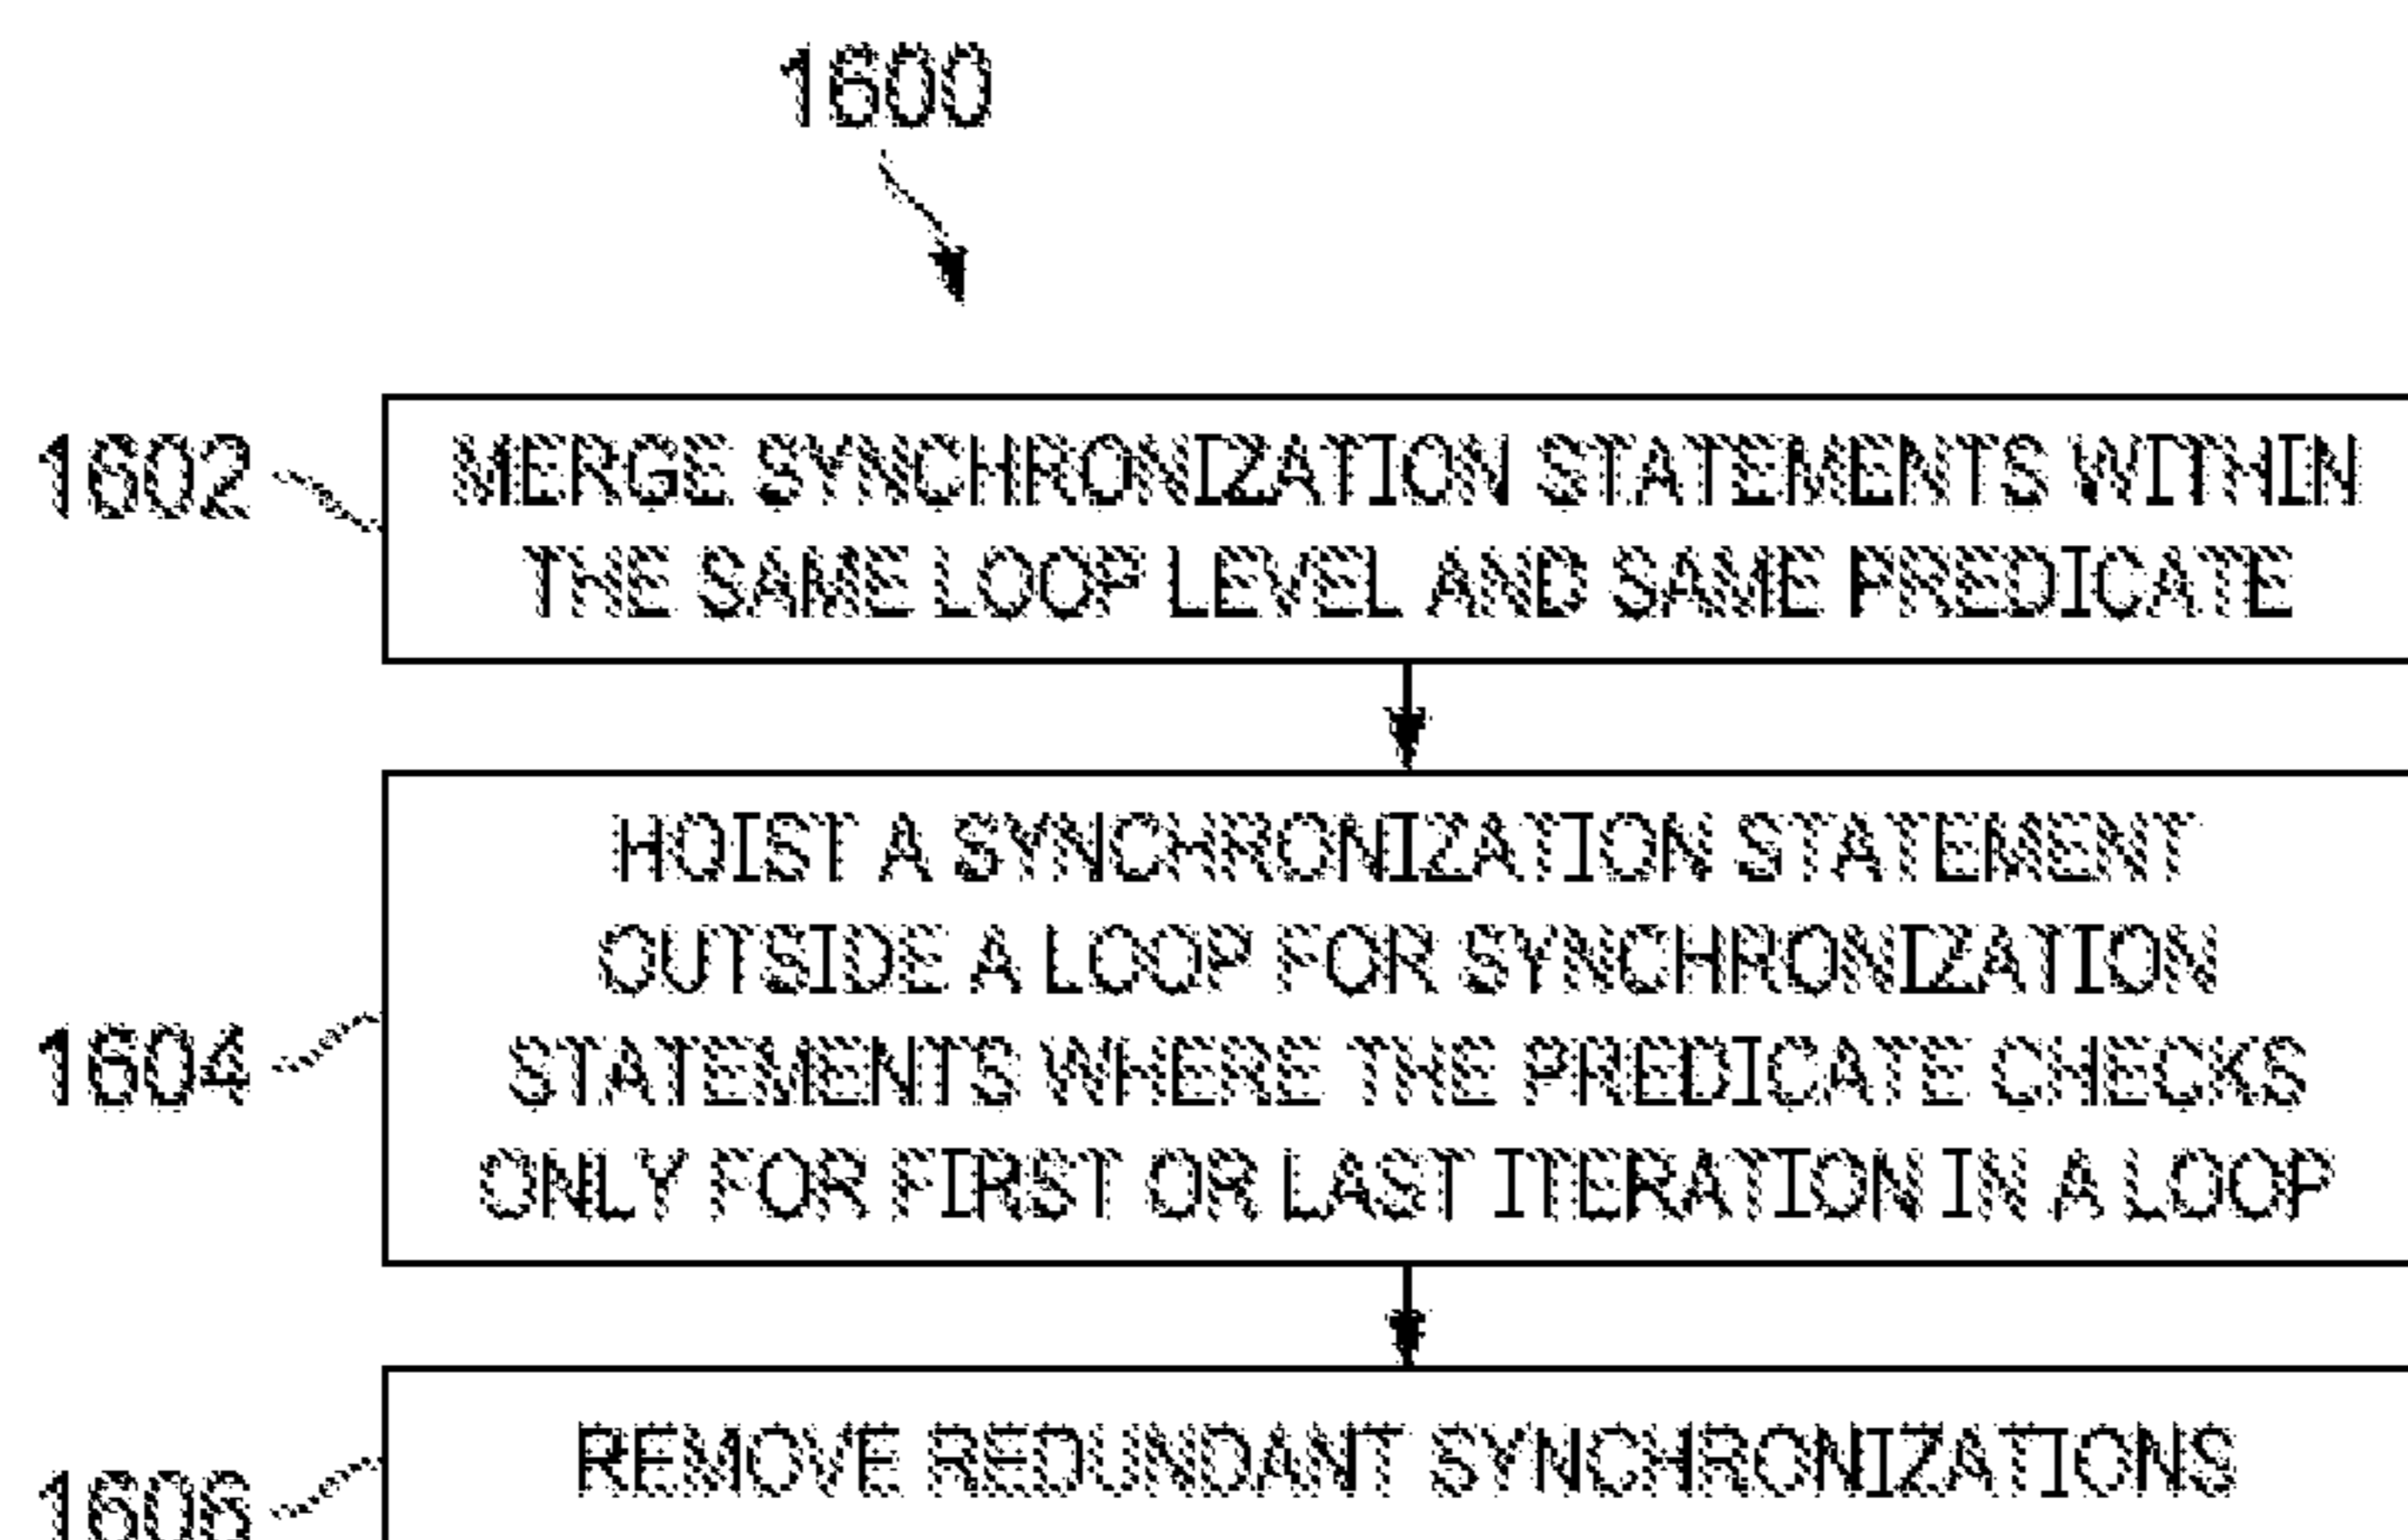 1600
1602
MERGE SYNCHRONIZATION STATEMENTS WITHIN
THE SAME LOOP LEVEL AND SAME PREDICATE
HOIST A SYNCHRONIZATION STATEMENT
OUTSIDE A LOOP FOR SYNCHRONIZATION
1604
STATEMENTS WHERE THE PREDICATE CHECKS
ONLY FOR FIRST OR LAST ITERATION IN A LOOP
REMOVE REDUNDANT SYNCHRONIZATIONS
1606